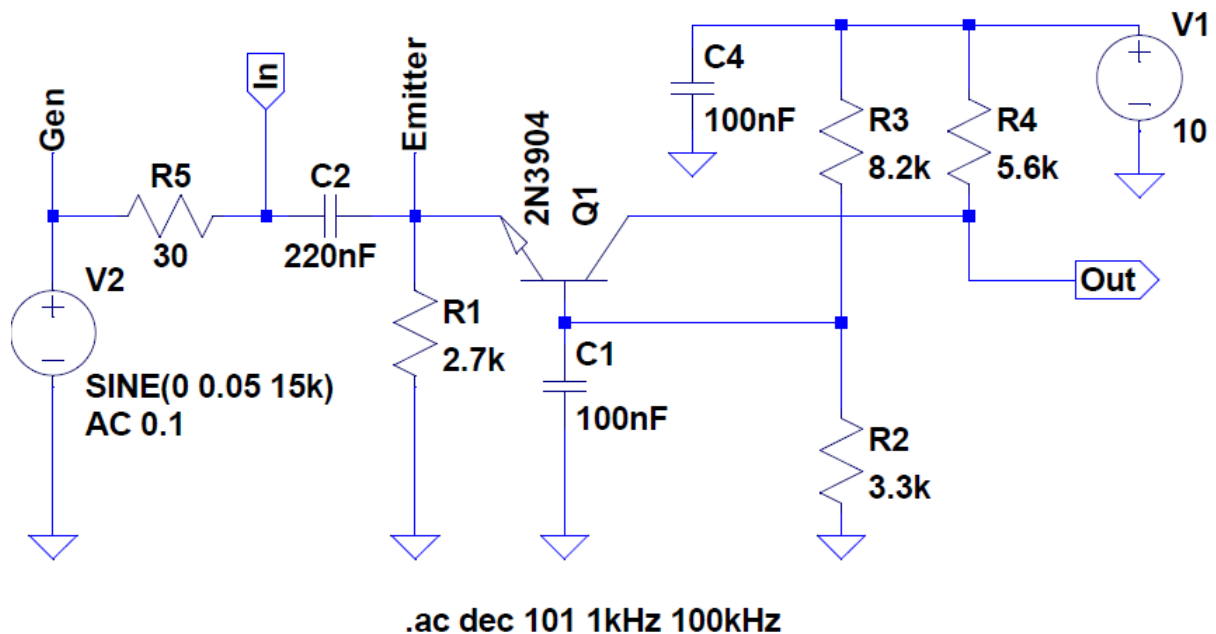 Gen
In
R5
30
C2
220nF
Emitter
2N3904
Q1
C4
100nF
R3
8.2k
R4
5.6k
V1
10
V2
SINE(0 0.05 15k)
AC 0.1
R1
2.7k
C1
100nF
Out
R2
3.3k
.ac dec 101 1kHz 100kHz